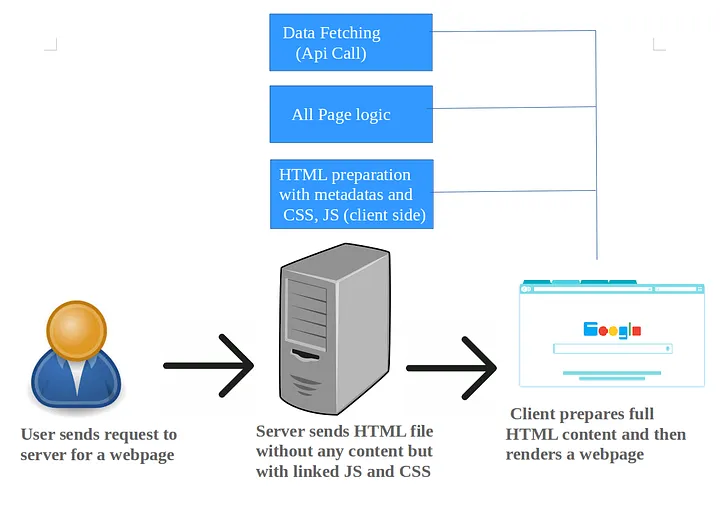 Data Fetching
(Api Call)
All Page logic
HTML preparation
with metadatas and
CSS, JS (client side)
Google
User sends request to
server for a webpage
Server sends HTML file
without any content but
with linked JS and CSS
Client prepares full
HTML content and then
renders a webpage